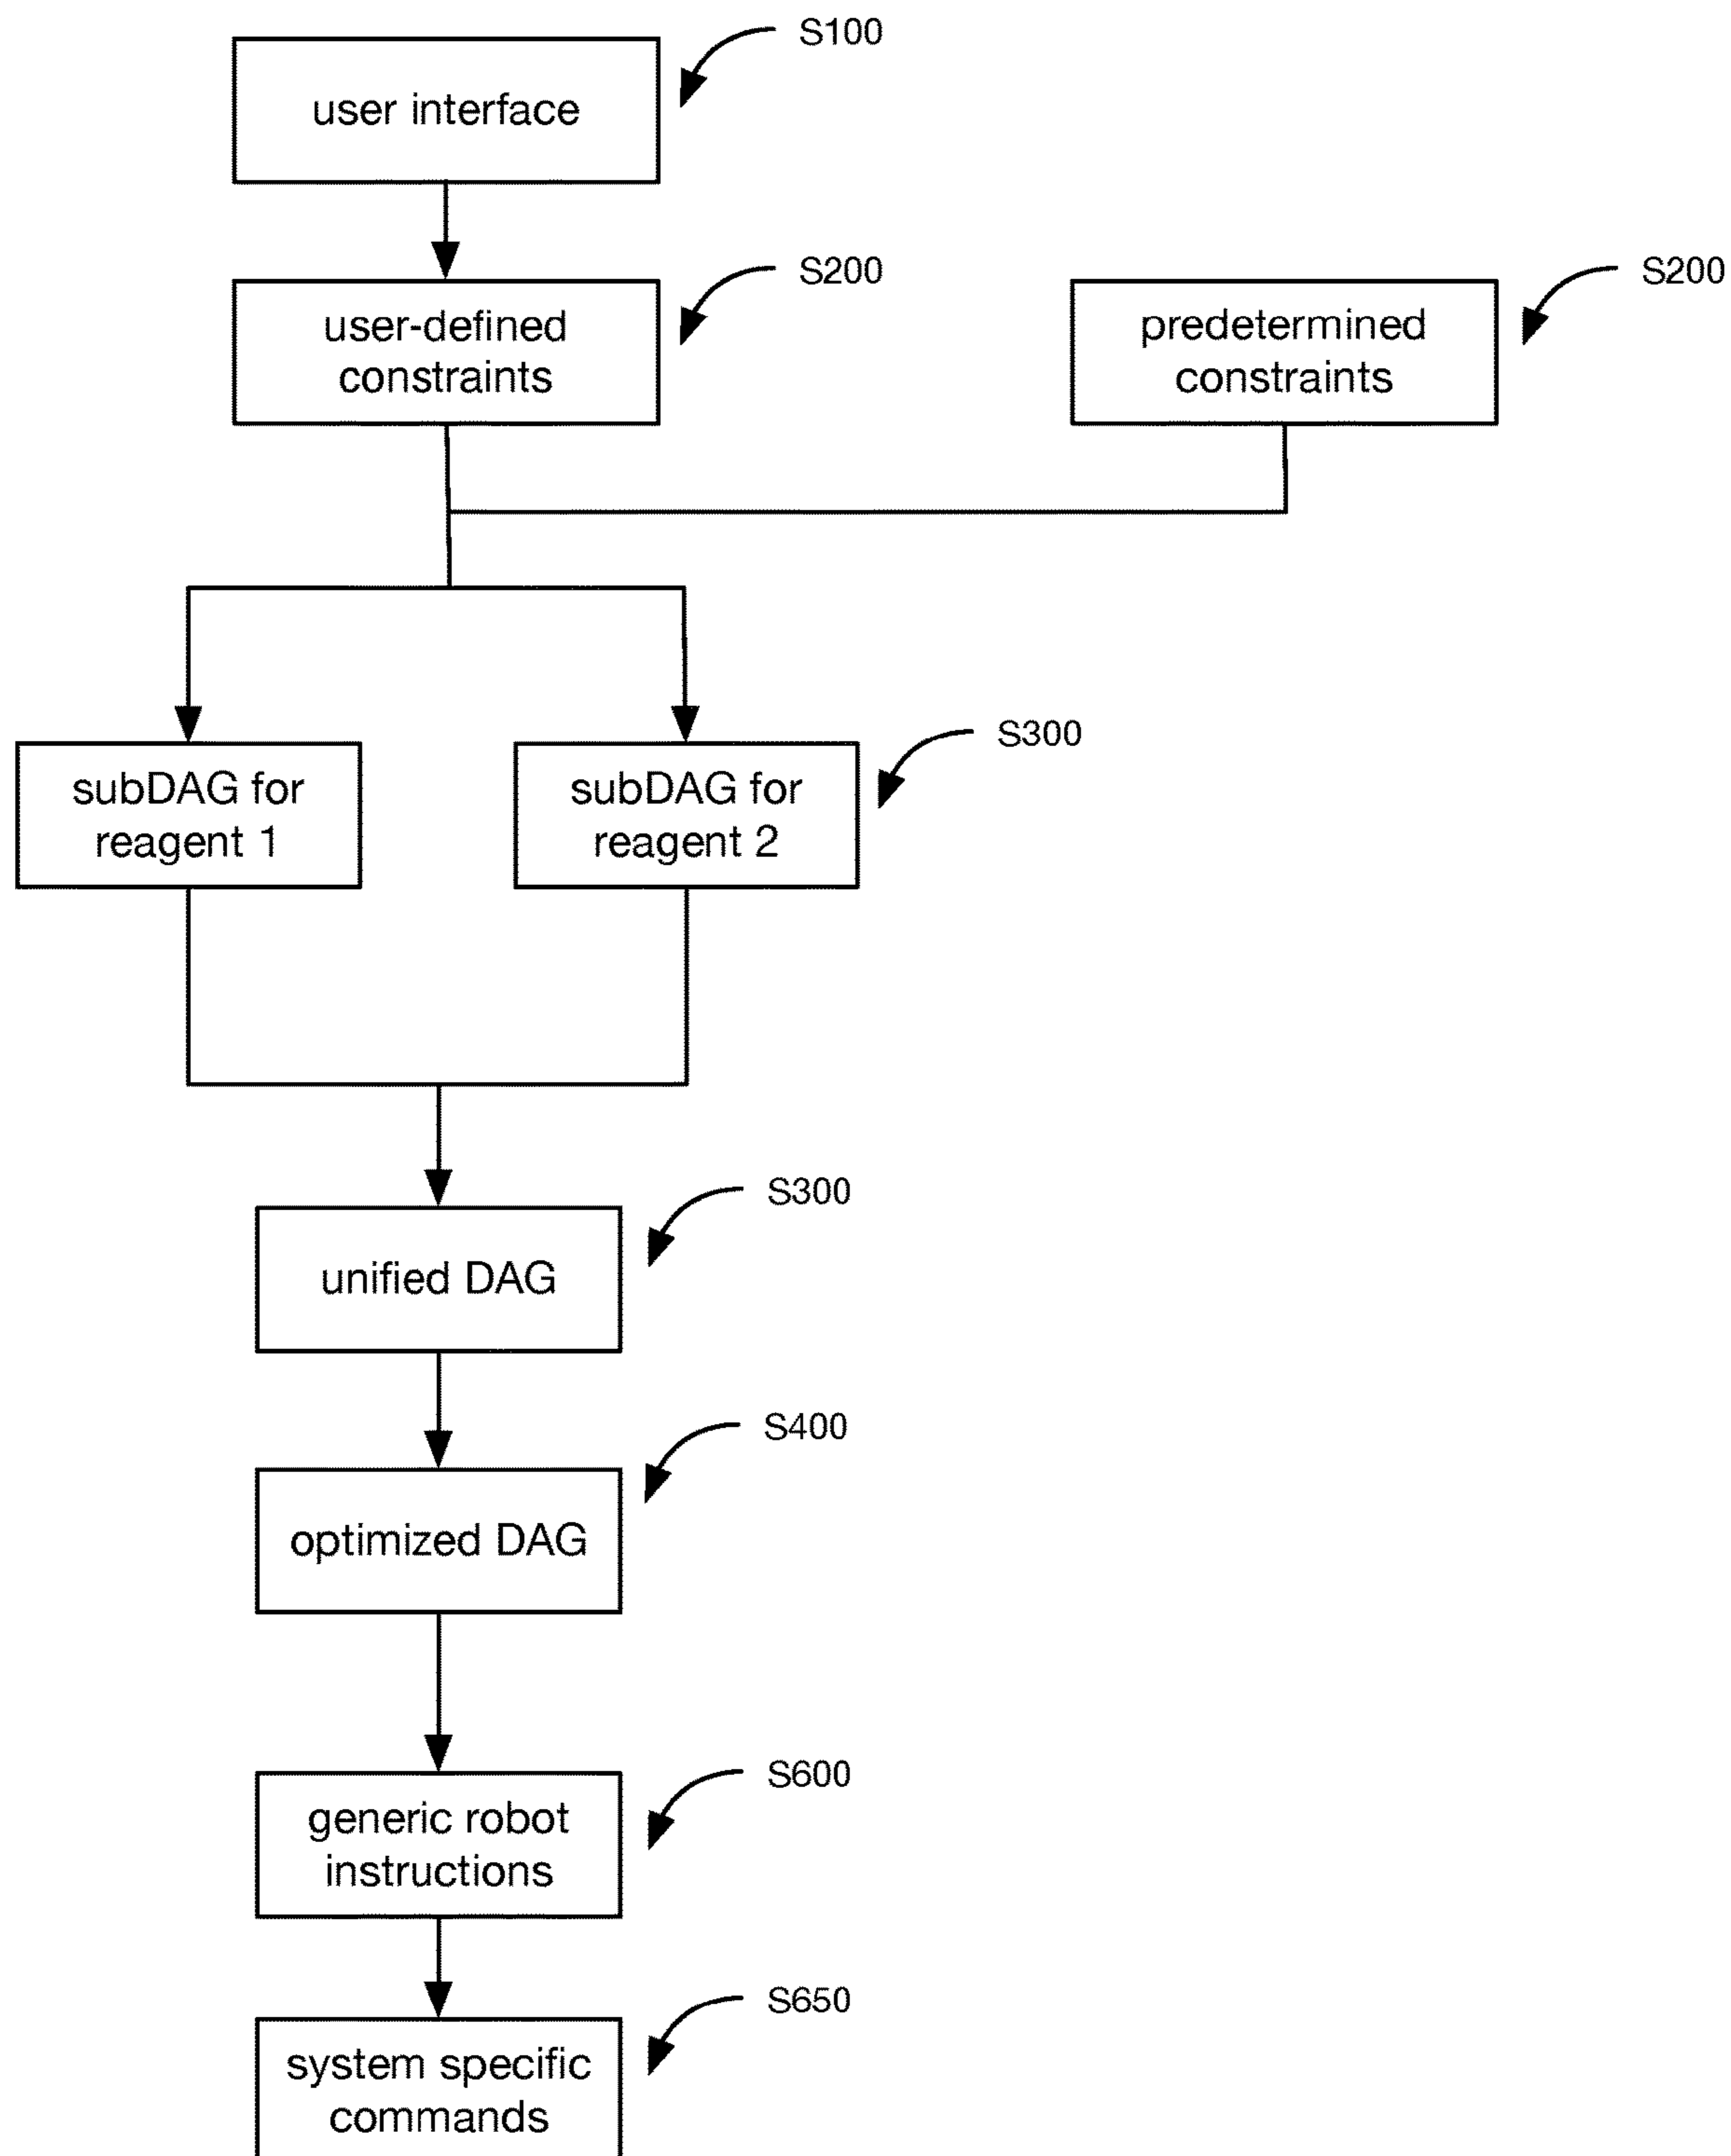 S100
user interface
S200
S200
user-defined
constraints
predetermined
constraints
S300
subDAG for
reagent 1
subDAG for
reagent 2
S300
unified DAG
S400
optimized DAG
S600
generic robot
instructions
S650
system specific
commands